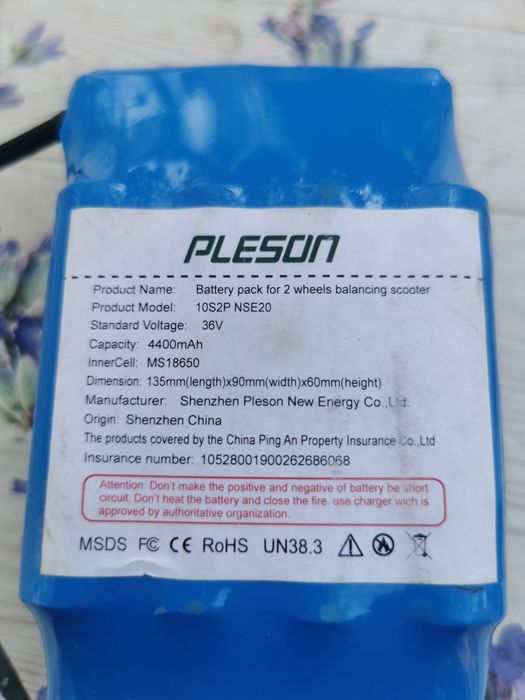 PLESON
Product Name: Battery pack for 2 wheels balancing scooter
Product Model: 10S2P NSE20
Standard Voltage: 36V
Capacity: 4400mAh
InnerCell: MS18650
Dimension: 135mm(length)x90mm(width)x60mm(height)
Manufacturer: Shenzhen Pleson New Energy Co.,Ltd.
Origin: Shenzhen China
The products covered by the China Ping An Property Insurance Co.,Ltd
Insurance number: 10528001900262686068
Attention: Don't make the positive and negative of battery be short
circuit. Don't heat the battery and close the fire. use charger wich is
approved by authoritative organization.
MSDS FC CE RoHS UN38.3